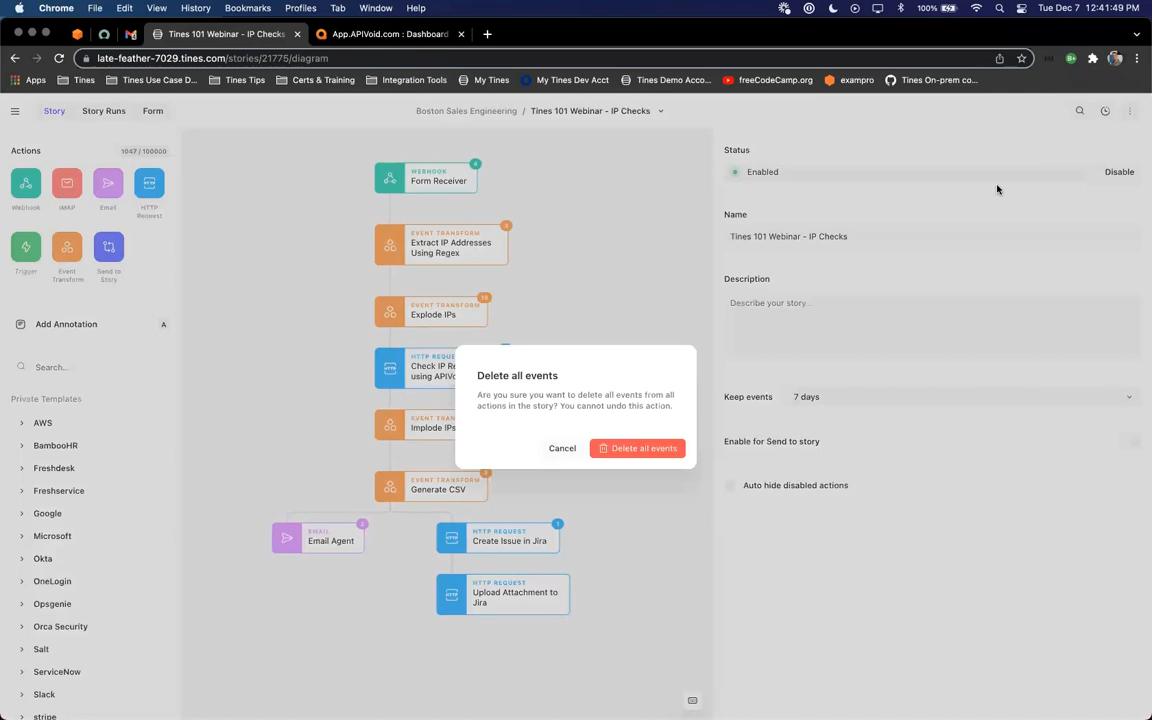 Chrome File Edit View History Bookmarks Profiles Tab Window Help 100% Tue Dec 7 12:41:49 PM
Tines 101 Webinar - IP Checks App.APIVoid.com : Dashboard
late-feather-7029.tines.com/stories/21775/diagram
Apps Tines Tines Use Case D... Tines Tips Certs & Training Integration Tools My Tines My Tines Dev Acct Tines Demo Acco... freeCodeCamp.org exampro Tines On-prem co...
Story Story Runs Form Boston Sales Engineering / Tines 101 Webinar - IP Checks
Actions 1047 / 100000
Webhook IMAP Email HTTP
Request
Trigger Event
Transform Send to
Story
Add Annotation A
Search...
Private Templates
AWS
BambooHR
Freshdesk
Freshservice
Google
Microsoft
Okta
OneLogin
Opsgenie
Orca Security
Salt
ServiceNow
Slack
stripe
WEBHOOK
Form Receiver
EVENT TRANSFORM
Extract IP Addresses
Using Regex
EVENT TRANSFORM
Explode IPs
HTTP REQUE
Check IP Re
using APIVo
EVENT TRAN
Implode IPs
EVENT TRANSFORM
Generate CSV
EMAIL
Email Agent
HTTP REQUEST
Create Issue in Jira
HTTP REQUEST
Upload Attachment to
Jira
Delete all events
Are you sure you want to delete all events from all
actions in the story? You cannot undo this action.
Cancel Delete all events
Status
Enabled Disable
Name
Tines 101 Webinar - IP Checks
Description
Describe your story...
Keep events 7 days
Enable for Send to story
Auto hide disabled actions